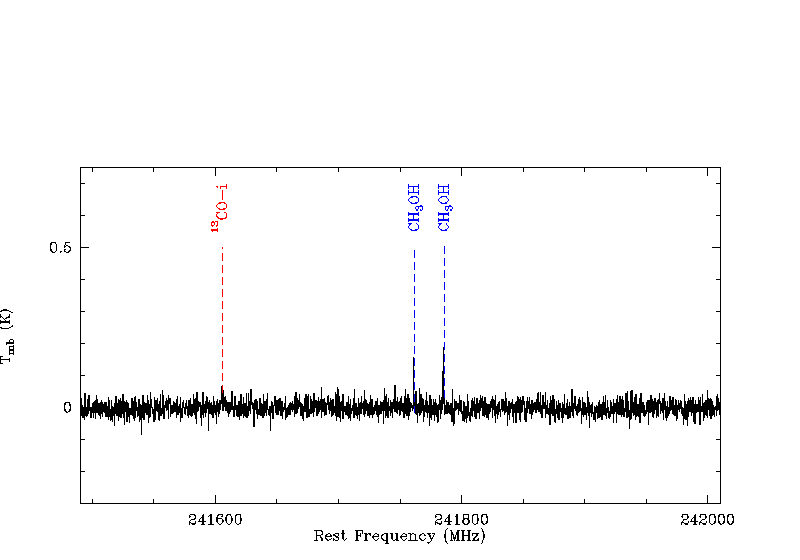 ¹³CO-i
CH₃OH
CH₃OH
0.5
0
T_mb (K)
241600
241800
242000
Rest Frequency (MHz)